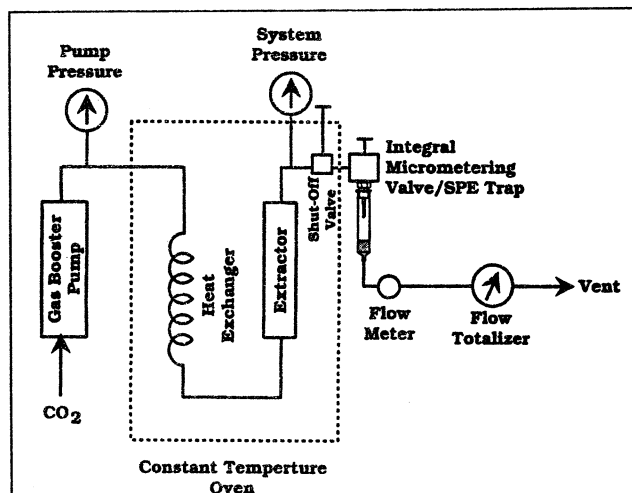 Pump
Pressure
System
Pressure
Integral
Micrometering
Valve/SPE Trap
Shut-Off
Valve
Gas Booster
Pump
Heat
Exchanger
Extractor
Flow
Meter
Flow
Totalizer
Vent
CO2
Constant Temperture
Oven